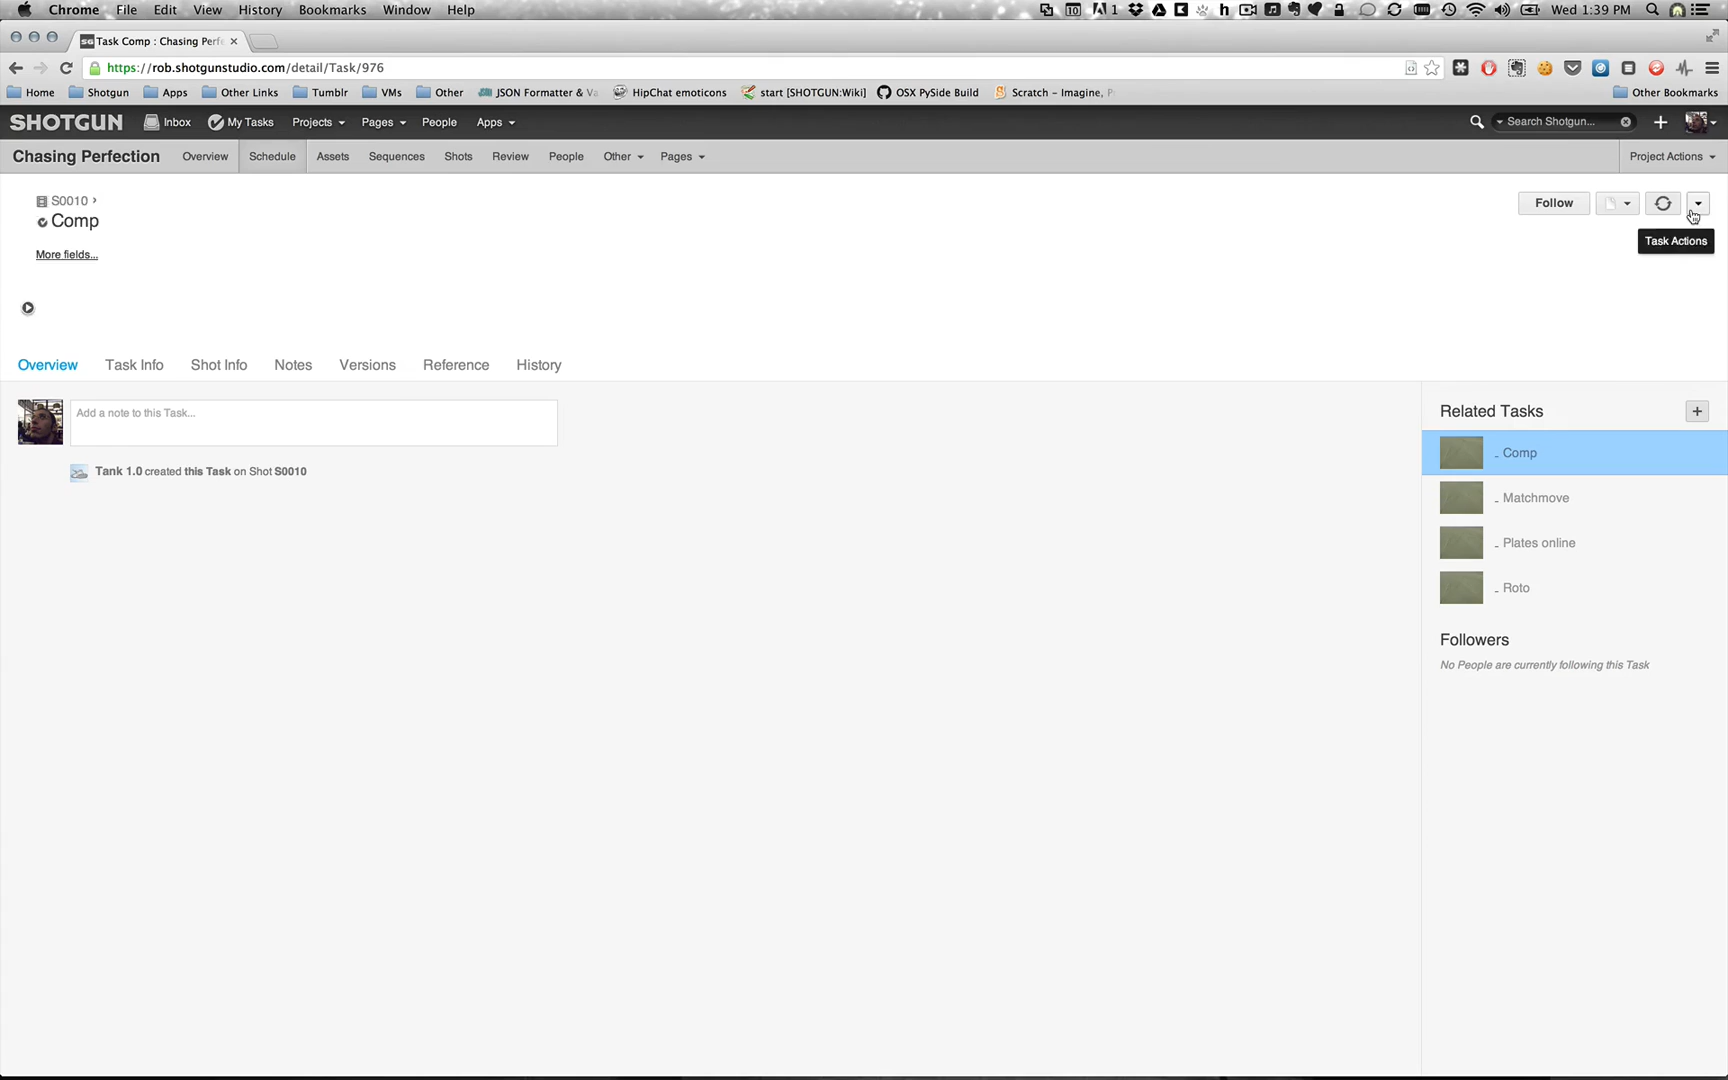 Chrome File Edit View History Bookmarks Window Help 10 1 Wed 1:39 PM
Task Comp : Chasing Perfe
https://rob.shotgunstudio.com/detail/Task/976
Home Shotgun Apps Other Links Tumblr VMs Other JSON Formatter & Va HipChat emoticons start [SHOTGUN:Wiki] OSX PySide Build Scratch – Imagine, P Other Bookmarks
SHOTGUN Inbox My Tasks Projects Pages People Apps Search Shotgun...
Chasing Perfection Overview Schedule Assets Sequences Shots Review People Other Pages Project Actions
S0010 ›
Comp
Follow
Task Actions
More fields...
Overview Task Info Shot Info Notes Versions Reference History
Add a note to this Task...
Tank 1.0 created this Task on Shot S0010
Related Tasks +
Comp
Matchmove
Plates online
Roto
Followers
No People are currently following this Task